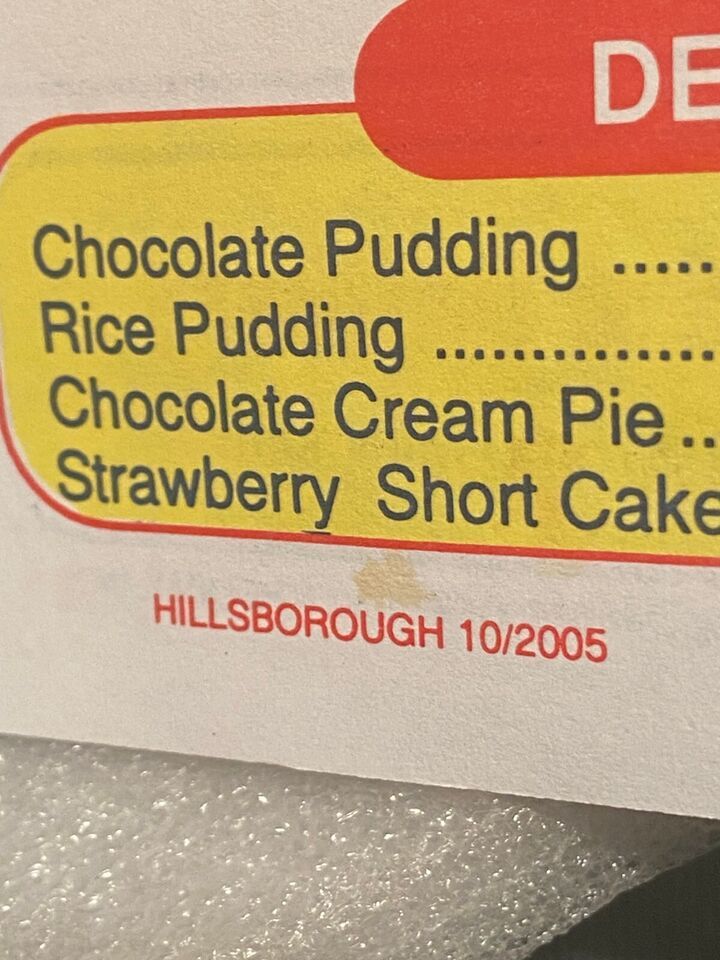 DE
Chocolate Pudding .....
Rice Pudding ..............
Chocolate Cream Pie ..
Strawberry Short Cake
HILLSBOROUGH 10/2005